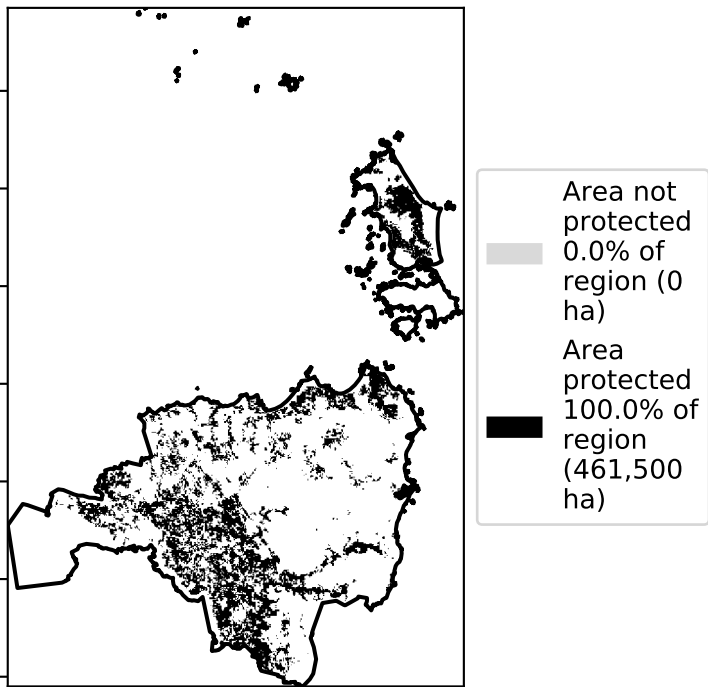 Area not
protected
0.0% of
region (0
ha)
Area
protected
100.0% of
region
(461,500
ha)